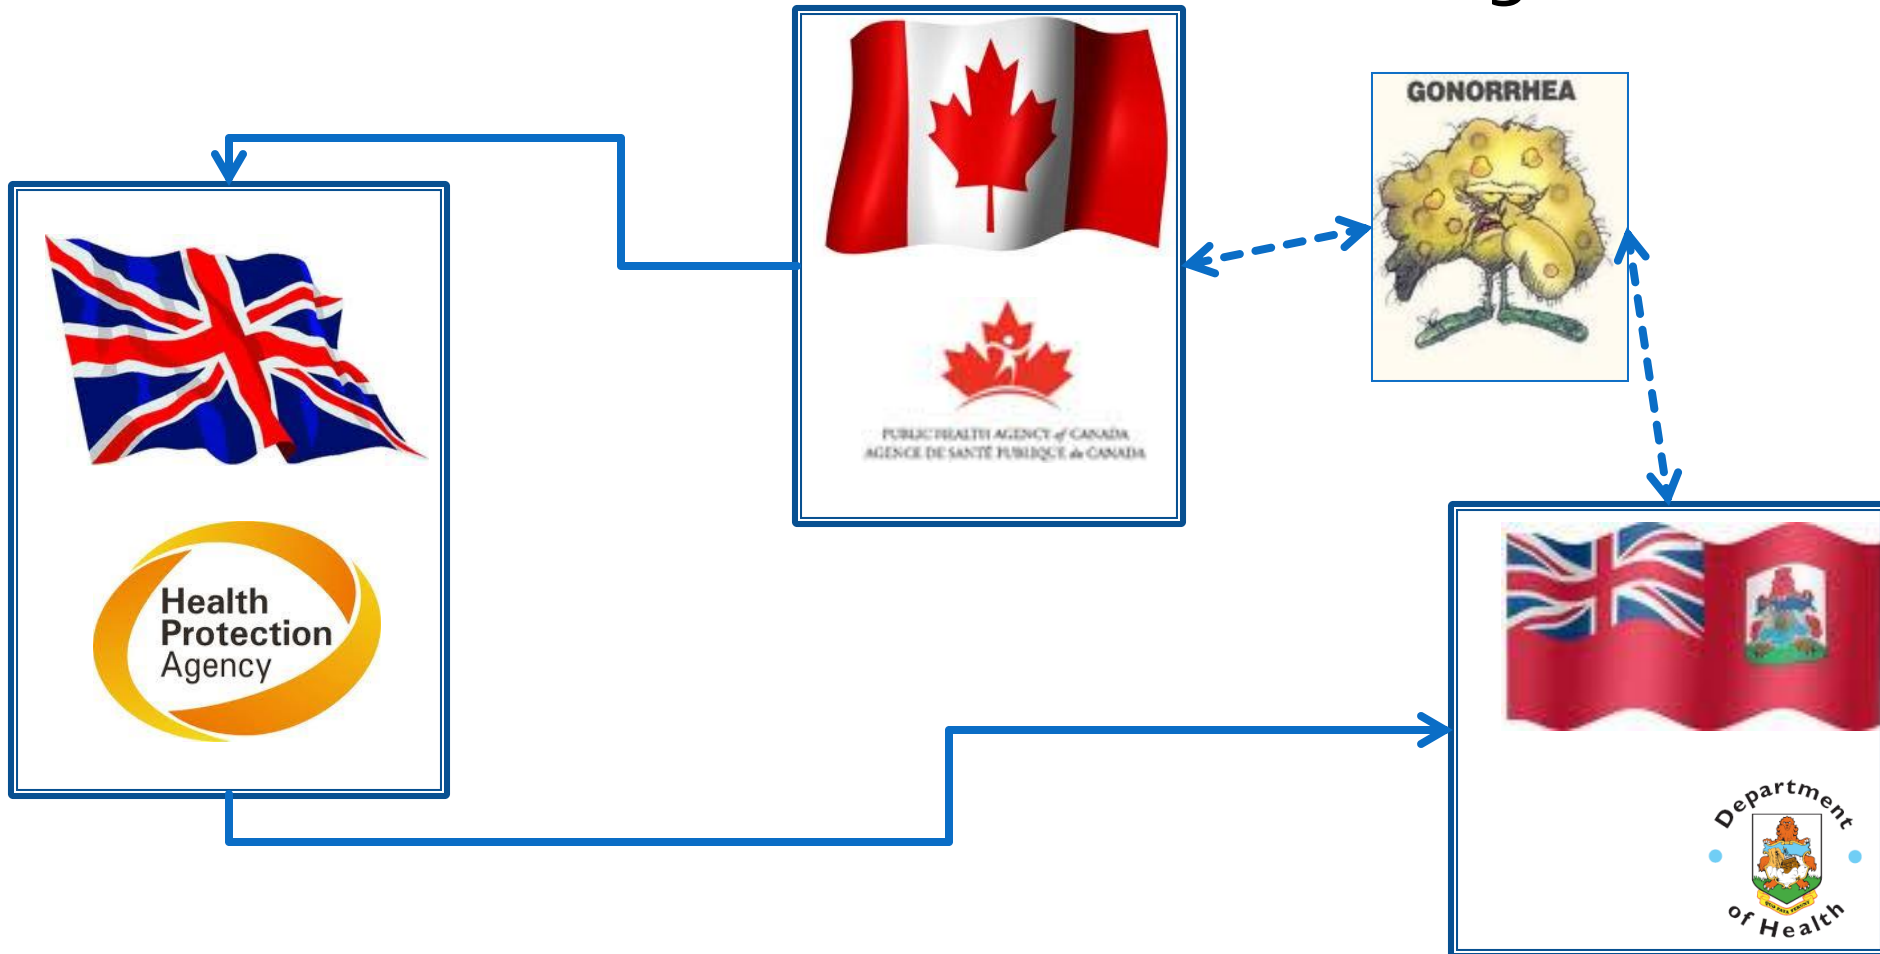 g
GONORRHEA
PUBLIC HEALTH AGENCY of CANADA
AGENCE DE SANTÉ PUBLIQUE du CANADA
Health
Protection
Agency
Department
of Health